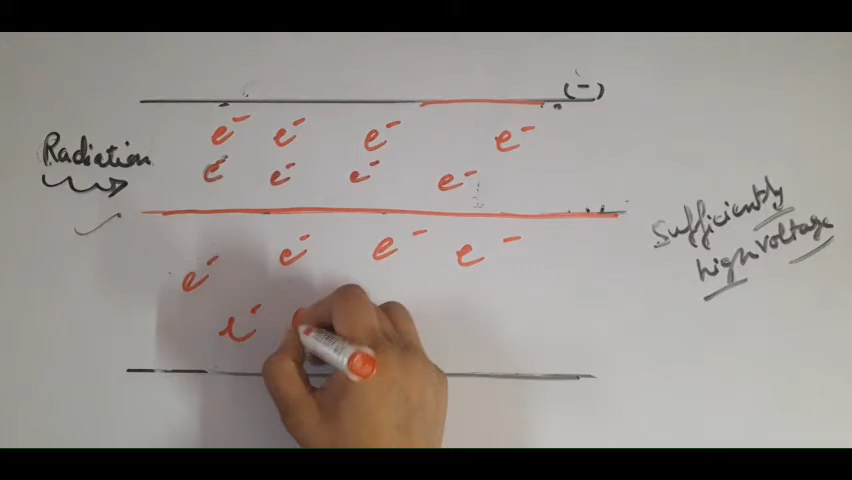 (-)
e⁻ e⁻ e⁻ e⁻
Radiation
e⁻ e⁻ e⁻ e⁻
Sufficiently
high voltage
e⁻ e⁻ e⁻ e⁻
e⁻